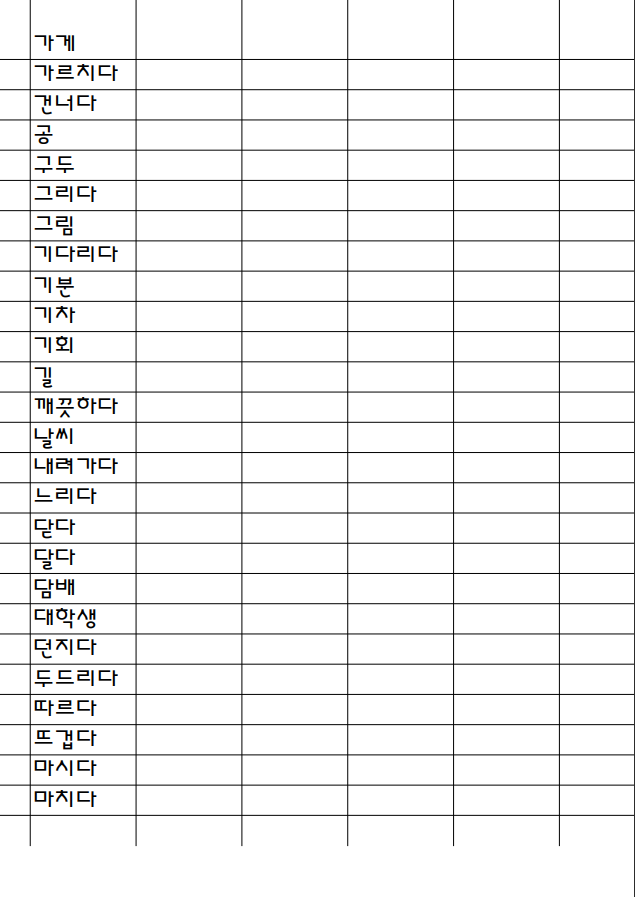 가게
가르치다
건너다
공
구두
그리다
그림
기다리다
기분
기차
기회
길
깨끗하다
날씨
내려가다
느리다
닫다
달다
담배
대학생
던지다
두드리다
따르다
뜨겁다
마시다
마치다